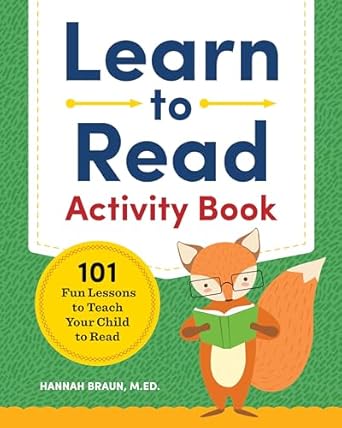 Learn
to
Read
Activity Book
101
Fun Lessons
to Teach
Your Child
to Read
HANNAH BRAUN, M.ED.